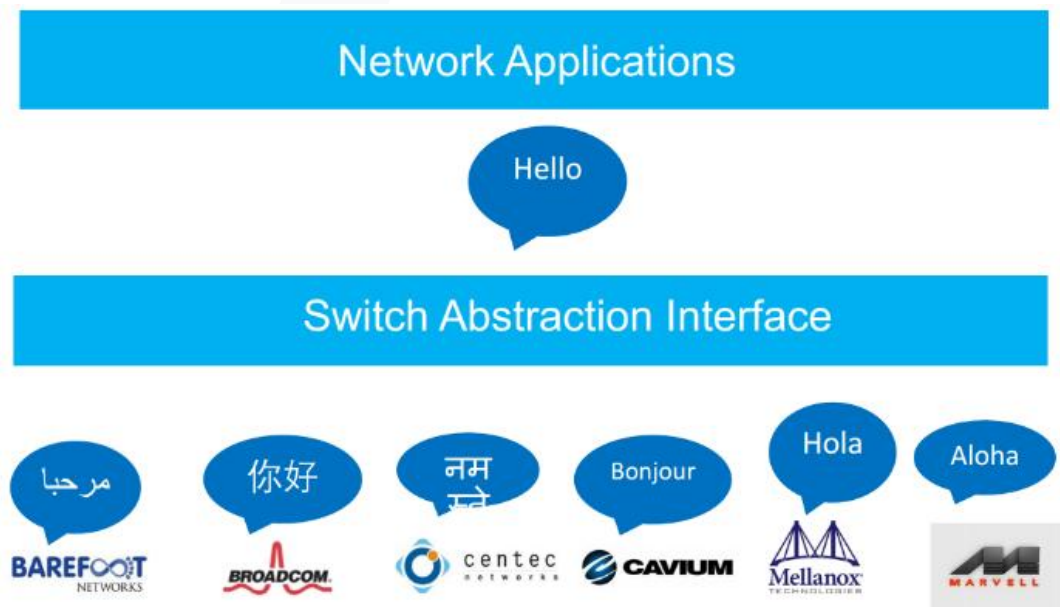 Network Applications
Hello
Switch Abstraction Interface
مرحبا
你好
नम
स्ते
Bonjour
Hola
Aloha
BAREFOOT
NETWORKS
BROADCOM.
centec
networks
CAVIUM
Mellanox
TECHNOLOGIES
MARVELL